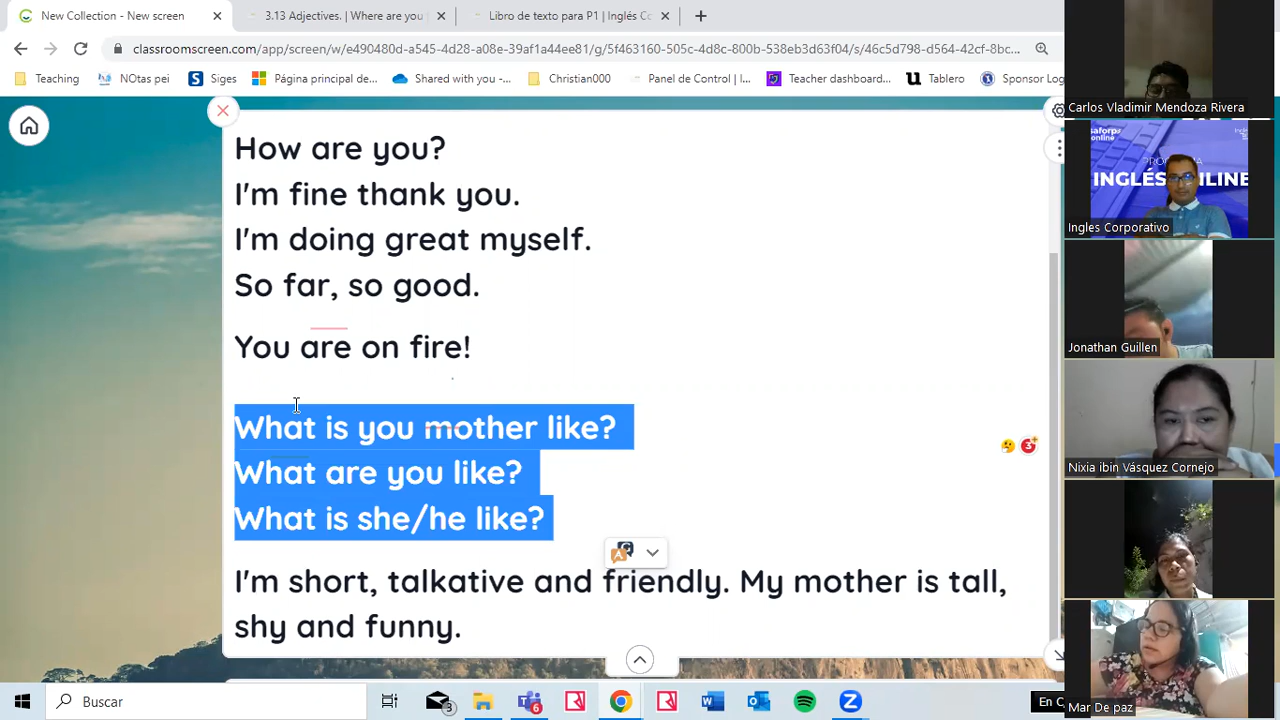 New Collection - New screen
3.13 Adjectives. | Where are you
Libro de texto para P1 | Inglés Co
classroomscreen.com/app/screen/w/e490480d-a545-4d28-a08e-39af1a44ee81/g/5f463160-505c-4d8c-800b-538eb3d63f04/s/46c5d798-d564-42cf-8bc...
Teaching
NOtas pei
Siges
Página principal de...
Shared with you -...
Christian000
Panel de Control | I...
Teacher dashboard...
Tablero
Sponsor Log
How are you?
I'm fine thank you.
I'm doing great myself.
So far, so good.
You are on fire!
What is you mother like?
What are you like?
What is she/he like?
I'm short, talkative and friendly. My mother is tall,
shy and funny.
Carlos Vladimir Mendoza Rivera
INGLÉS
Ingles Corporativo
Jonathan Guillen
Nixia ibin Vásquez Cornejo
Mar De paz
Buscar